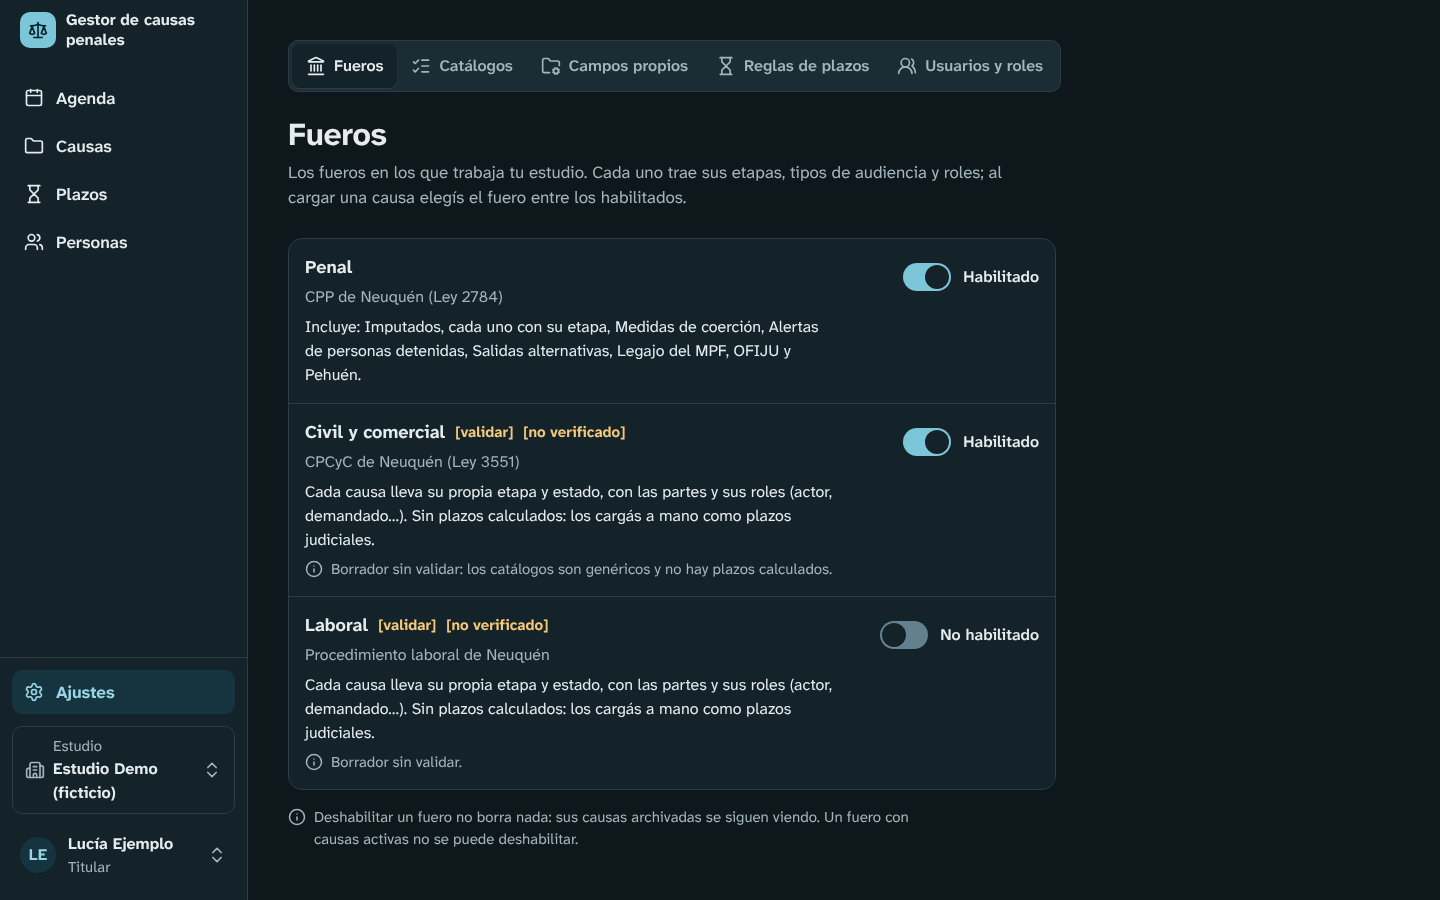 Gestor de causas
penales
Agenda
Causas
Plazos
Personas
Ajustes
Estudio
Estudio Demo
(ficticio)
LE
Lucía Ejemplo
Titular
Fueros
Catálogos
Campos propios
Reglas de plazos
Usuarios y roles
Fueros
Los fueros en los que trabaja tu estudio. Cada uno trae sus etapas, tipos de audiencia y roles; al
cargar una causa elegís el fuero entre los habilitados.
Penal
Habilitado
CPP de Neuquén (Ley 2784)
Incluye: Imputados, cada uno con su etapa, Medidas de coerción, Alertas
de personas detenidas, Salidas alternativas, Legajo del MPF, OFIJU y
Pehuén.
Civil y comercial [validar] [no verificado]
Habilitado
CPCyC de Neuquén (Ley 3551)
Cada causa lleva su propia etapa y estado, con las partes y sus roles (actor,
demandado…). Sin plazos calculados: los cargás a mano como plazos
judiciales.
Borrador sin validar: los catálogos son genéricos y no hay plazos calculados.
Laboral [validar] [no verificado]
No habilitado
Procedimiento laboral de Neuquén
Cada causa lleva su propia etapa y estado, con las partes y sus roles (actor,
demandado…). Sin plazos calculados: los cargás a mano como plazos
judiciales.
Borrador sin validar.
Deshabilitar un fuero no borra nada: sus causas archivadas se siguen viendo. Un fuero con
causas activas no se puede deshabilitar.